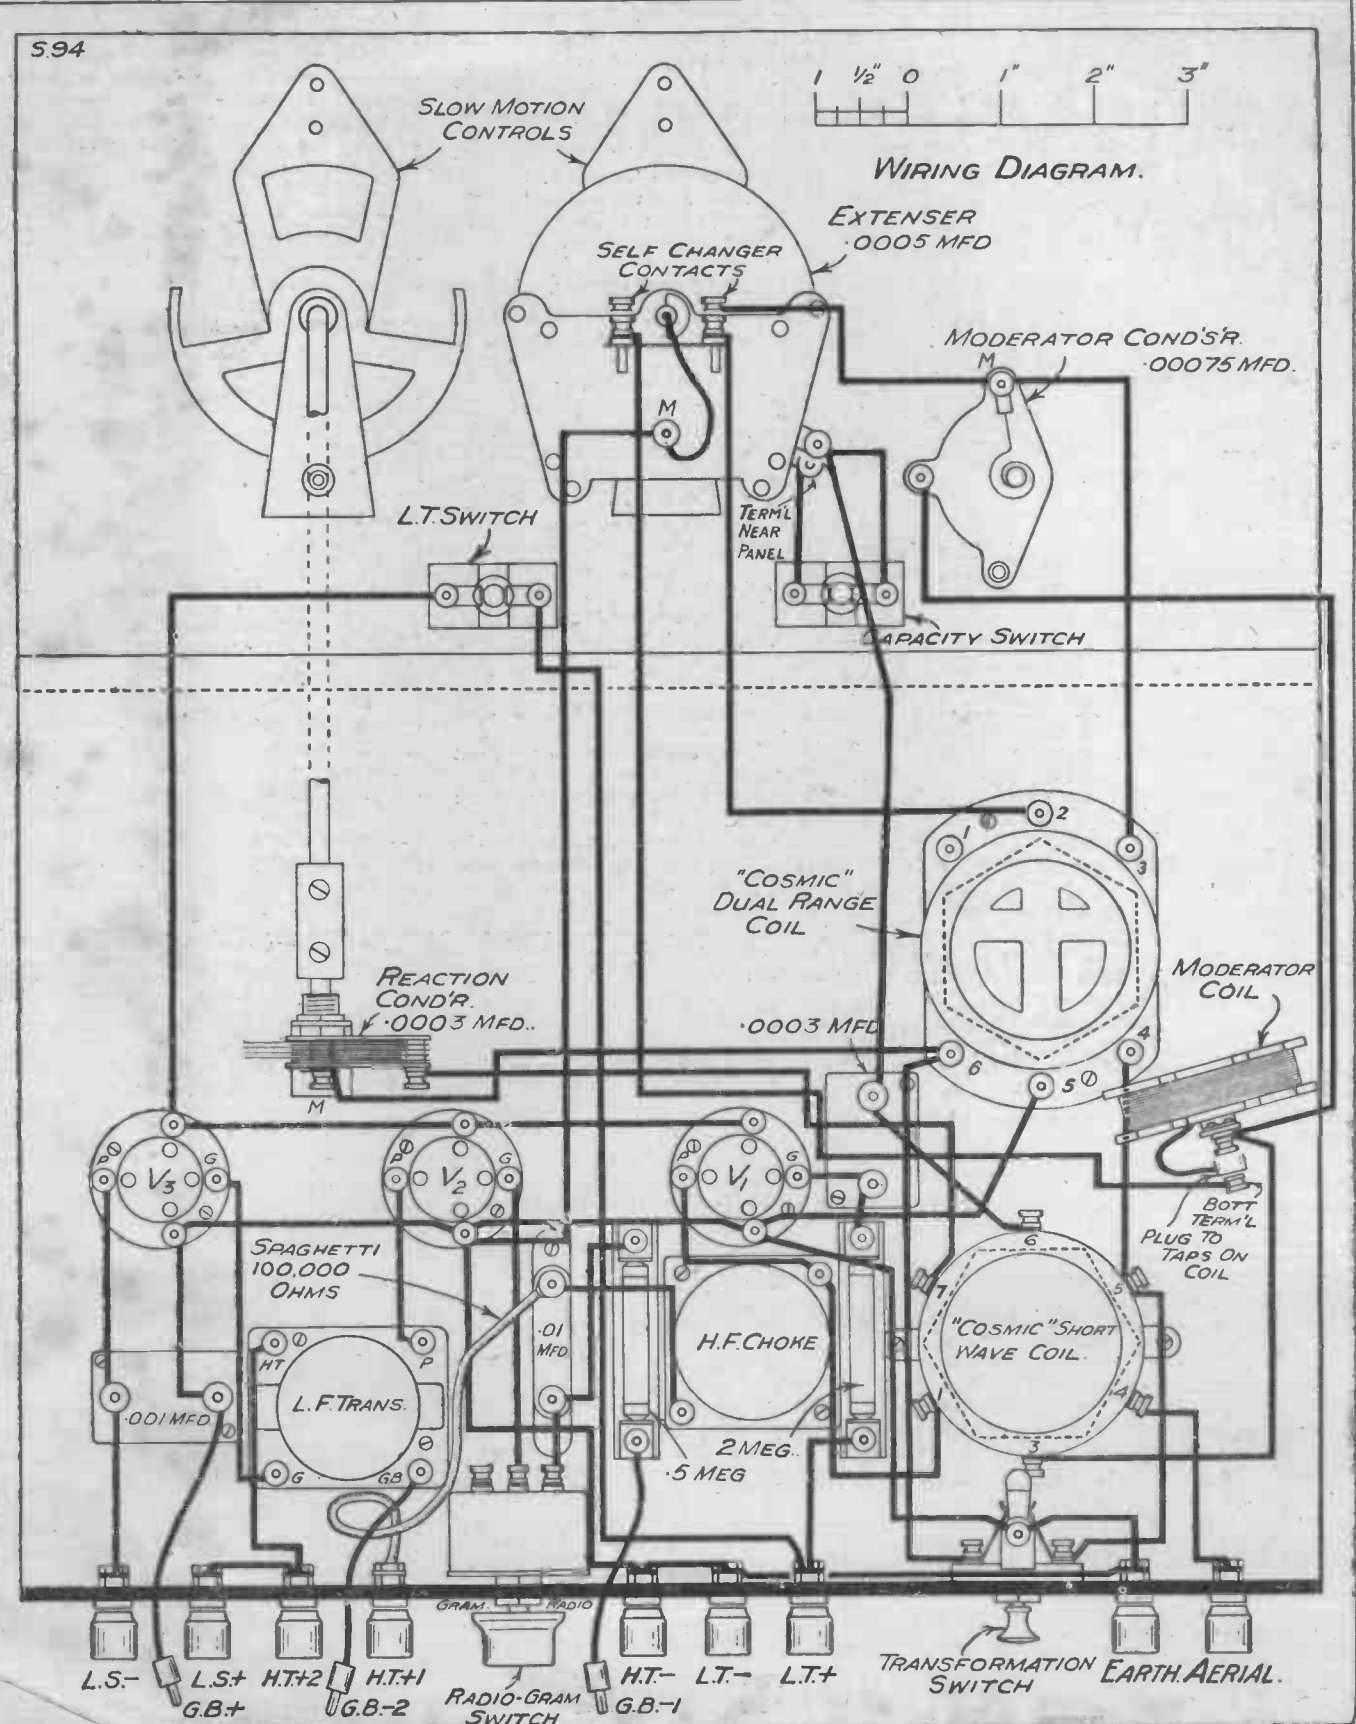 S.94
1 ½" 0 1" 2" 3"
WIRING DIAGRAM.
SLOW MOTION
CONTROLS
EXTENSER
.0005 MFD
SELF CHANGER
CONTACTS
MODERATOR COND'S'R.
.00075 MFD.
M
M
L.T. SWITCH
TERM'L
NEAR
PANEL
CAPACITY SWITCH
1
2
3
"COSMIC"
DUAL RANGE
COIL
MODERATOR
COIL
REACTION
COND'R.
.0003 MFD..
.0003 MFD
4
6
5
M
P
V3
G
P
V2
G
P
V1
G
BOTT
TERM'L
PLUG TO
TAPS ON
COIL
SPAGHETTI
100,000
OHMS
6
7
5
"COSMIC" SHORT
WAVE COIL.
1
4
3
.01
MFD
H.F. CHOKE
HT
P
L.F. TRANS.
G
GB
.001 MFD
2 MEG.
.5 MEG
GRAM.
RADIO
L.S.-
L.S.+
H.T.+2
H.T.+1
H.T.-
L.T.-
L.T.+
TRANSFORMATION
SWITCH
EARTH.
AERIAL.
G.B.+
G.B.-2
RADIO-GRAM
SWITCH
G.B.-1